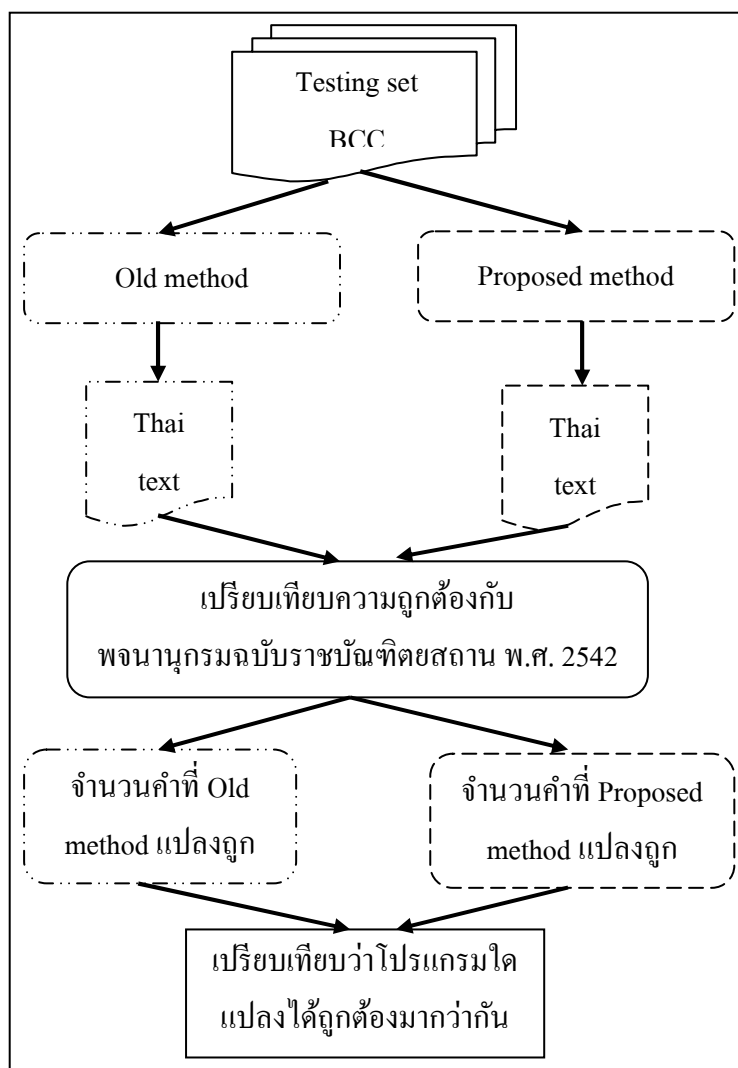 Testing set
BCC
Old method
Proposed method
Thai
text
Thai
text
เปรียบเทียบความถูกต้องกับ
พจนานุกรมฉบับราชบัณฑิตยสถาน พ.ศ. 2542
จำนวนคำที่ Old
method แปลงถูก
จำนวนคำที่ Proposed
method แปลงถูก
เปรียบเทียบว่าโปรแกรมใด
แปลงได้ถูกต้องมากว่ากัน